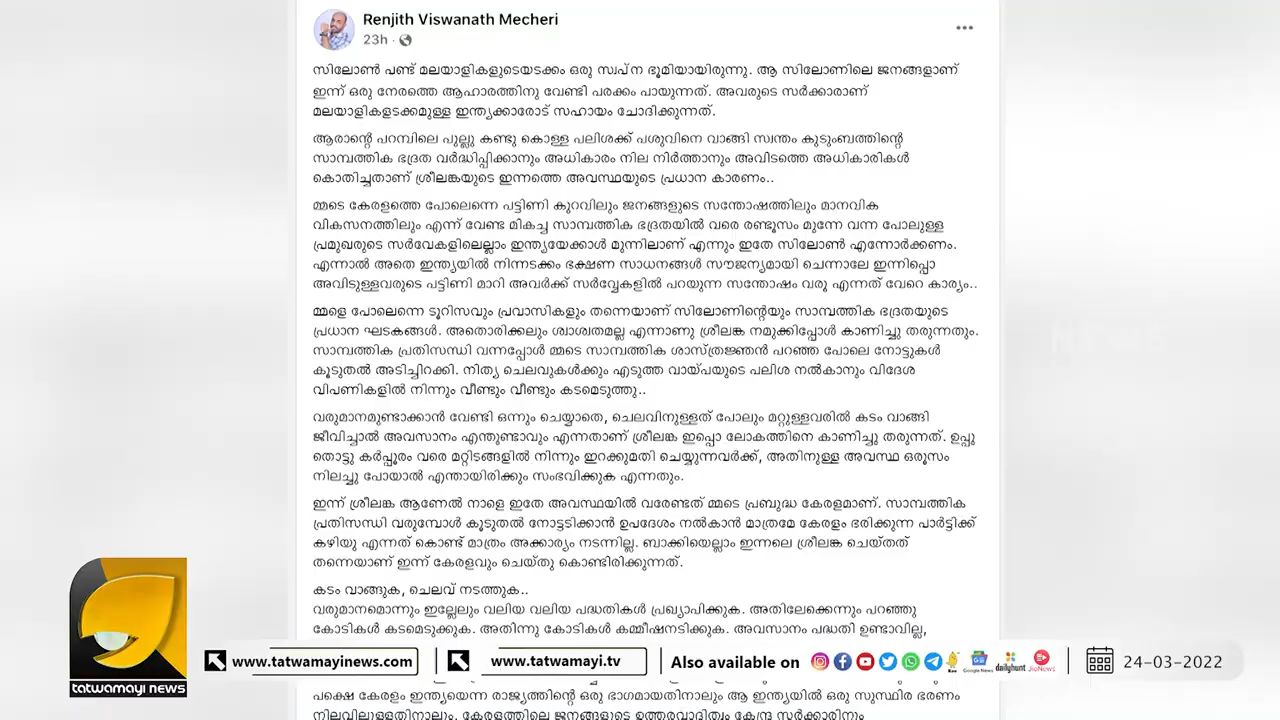 Renjith Viswanath Mecheri
23h ·
സിലോൺ പണ്ട് മലയാളികളുടെയടക്കം ഒരു സ്വപ്ന ഭൂമിയായിരുന്നു. ആ സിലോണിലെ ജനങ്ങളാണ്
ഇന്ന് ഒരു നേരത്തെ ആഹാരത്തിനു വേണ്ടി പരക്കം പായുന്നത്. അവരുടെ സർക്കാരാണ്
മലയാളികളടക്കമുള്ള ഇന്ത്യക്കാരോട് സഹായം ചോദിക്കുന്നത്.
ആരാന്റെ പറമ്പിലെ പുല്ലു കണ്ടു കൊള്ള പലിശക്ക് പശുവിനെ വാങ്ങി സ്വന്തം കുടുംബത്തിന്റെ
സാമ്പത്തിക ഭദ്രത വർദ്ധിപ്പിക്കാനും അധികാരം നില നിർത്താനും അവിടത്തെ അധികാരികൾ
കൊതിച്ചതാണ് ശ്രീലങ്കയുടെ ഇന്നത്തെ അവസ്ഥയുടെ പ്രധാന കാരണം..
മ്മടെ കേരളത്തെ പോലെന്നെ പട്ടിണി കുറവിലും ജനങ്ങളുടെ സന്തോഷത്തിലും മാനവിക
വികസനത്തിലും എന്ന് വേണ്ട മികച്ച സാമ്പത്തിക ഭദ്രതയിൽ വരെ രണ്ടൂസം മുന്നേ വന്ന പോലുള്ള
പ്രമുഖരുടെ സർവേകളിലെല്ലാം ഇന്ത്യയേക്കാൾ മുന്നിലാണ് എന്നും ഇതേ സിലോൺ എന്നോർക്കണം.
എന്നാൽ അതെ ഇന്ത്യയിൽ നിന്നടക്കം ഭക്ഷണ സാധനങ്ങൾ സൗജന്യമായി ചെന്നാലേ ഇന്നിപ്പൊ
അവിടുള്ളവരുടെ പട്ടിണി മാറി അവർക്ക് സർവ്വേകളിൽ പറയുന്ന സന്തോഷം വരൂ എന്നത് വേറെ കാര്യം..
മ്മളെ പോലെന്നെ ടൂറിസവും പ്രവാസികളും തന്നെയാണ് സിലോണിന്റെയും സാമ്പത്തിക ഭദ്രതയുടെ
പ്രധാന ഘടകങ്ങൾ. അതൊരിക്കലും ശ്വാശ്വതമല്ല എന്നാണു ശ്രീലങ്ക നമുക്കിപ്പോൾ കാണിച്ചു തരുന്നതും.
സാമ്പത്തിക പ്രതിസന്ധി വന്നപ്പോൾ മ്മടെ സാമ്പത്തിക ശാസ്ത്രജ്ഞൻ പറഞ്ഞ പോലെ നോട്ടുകൾ
കൂടുതൽ അടിച്ചിറക്കി. നിത്യ ചെലവുകൾക്കും എടുത്ത വായ്പയുടെ പലിശ നൽകാനും വിദേശ
വിപണികളിൽ നിന്നും വീണ്ടും വീണ്ടും കടമെടുത്തു..
വരുമാനമുണ്ടാക്കാൻ വേണ്ടി ഒന്നും ചെയ്യാതെ, ചെലവിനുള്ളത് പോലും മറ്റുള്ളവരിൽ കടം വാങ്ങി
ജീവിച്ചാൽ അവസാനം എന്തുണ്ടാവും എന്നതാണ് ശ്രീലങ്ക ഇപ്പൊ ലോകത്തിനെ കാണിച്ചു തരുന്നത്. ഉപ്പു
തൊട്ടു കർപ്പൂരം വരെ മറ്റിടങ്ങളിൽ നിന്നും ഇറക്കുമതി ചെയ്യുന്നവർക്ക്, അതിനുള്ള അവസ്ഥ ഒരൂസം
നിലച്ചു പോയാൽ എന്തായിരിക്കും സംഭവിക്കുക എന്നതും.
ഇന്ന് ശ്രീലങ്ക ആണേൽ നാളെ ഇതേ അവസ്ഥയിൽ വരേണ്ടത് മ്മടെ പ്രബുദ്ധ കേരളമാണ്. സാമ്പത്തിക
പ്രതിസന്ധി വരുമ്പോൾ കൂടുതൽ നോട്ടടിക്കാൻ ഉപദേശം നൽകാൻ മാത്രമേ കേരളം ഭരിക്കുന്ന പാർട്ടിക്ക്
കഴിയൂ എന്നത് കൊണ്ട് മാത്രം അക്കാര്യം നടന്നില്ല. ബാക്കിയെല്ലാം ഇന്നലെ ശ്രീലങ്ക ചെയ്തത്
തന്നെയാണ് ഇന്ന് കേരളവും ചെയ്തു കൊണ്ടിരിക്കുന്നത്.
കടം വാങ്ങുക, ചെലവ് നടത്തുക..
വരുമാനമൊന്നും ഇല്ലേലും വലിയ വലിയ പദ്ധതികൾ പ്രഖ്യാപിക്കുക. അതിലേക്കെന്നും പറഞ്ഞു
കോടികൾ കടമെടുക്കുക. അതിന്നു കോടികൾ കമ്മീഷനടിക്കുക. അവസാനം പദ്ധതി ഉണ്ടാവില്ല,
പക്ഷെ കേരളം ഇന്ത്യയെന്ന രാജ്യത്തിന്റെ ഒരു ഭാഗമായതിനാലും ആ ഇന്ത്യയിൽ ഒരു സുസ്ഥിര ഭരണം
നിലവിലുള്ളതിനാലും, കേരളത്തിലെ ജനങ്ങളുടെ ഉത്തരവാദിത്വം കേന്ദ്ര സർക്കാരിനും
NEWS
tatwamayi news
www.tatwamayinews.com
www.tatwamayi.tv
Also available on
Koo
Google News
dailyhunt
JioNews
24-03-2022